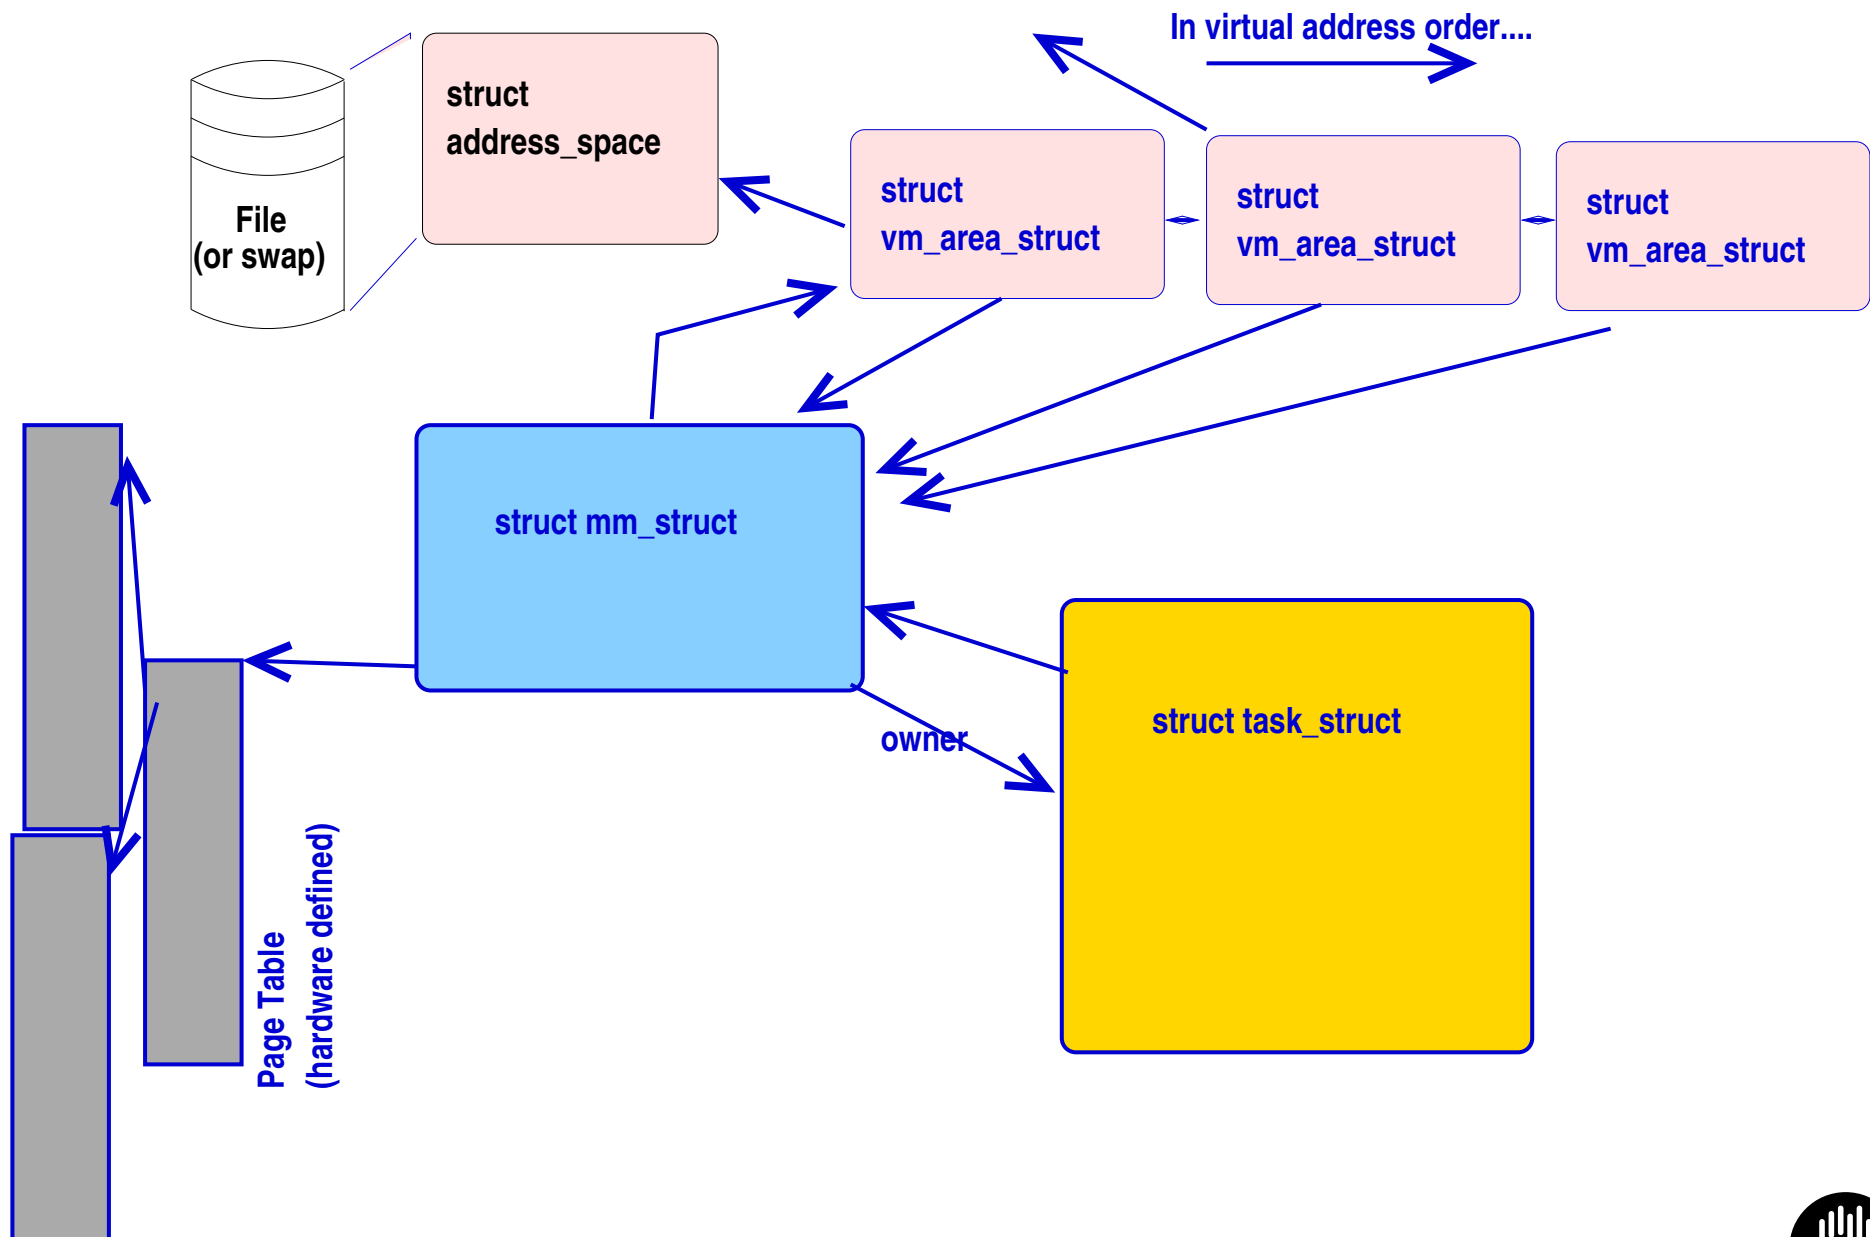 In virtual address order....
struct
address_space
struct
vm_area_struct
struct
vm_area_struct
struct
vm_area_struct
File
(or swap)
struct mm_struct
struct task_struct
owner
Page Table
(hardware defined)